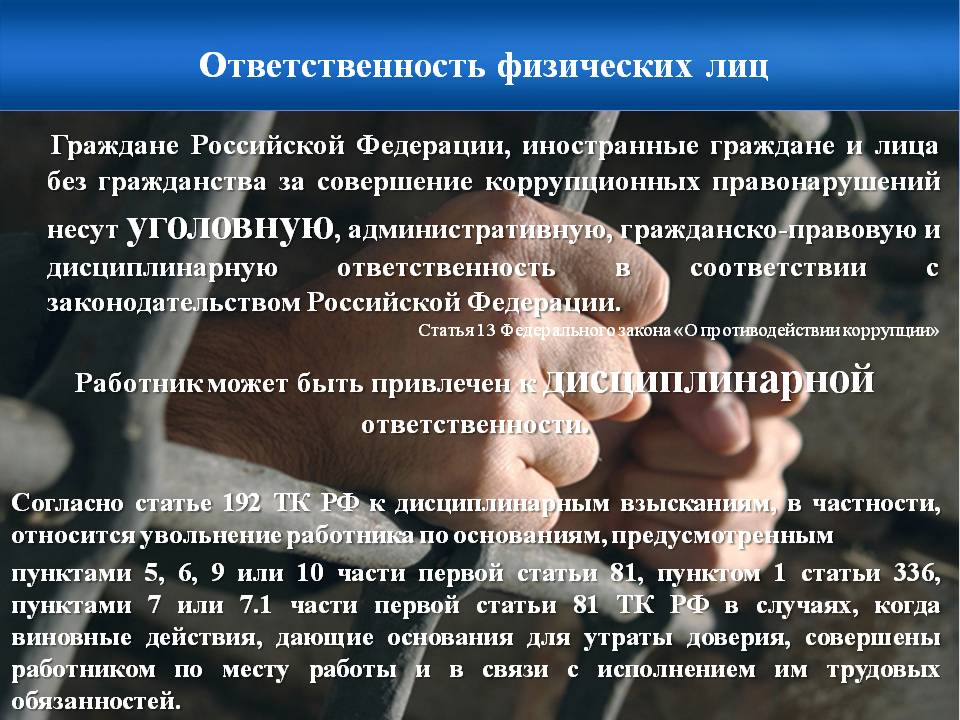 Ответственность физических лиц
Граждане Российской Федерации, иностранные граждане и лица
без гражданства за совершение коррупционных правонарушений
несут уголовную, административную, гражданско-правовую и
дисциплинарную ответственность в соответствии с
законодательством Российской Федерации.
Статья 13 Федерального закона «О противодействии коррупции»
Работник может быть привлечен к дисциплинарной
ответственности.
Согласно статье 192 ТК РФ к дисциплинарным взысканиям, в частности,
относится увольнение работника по основаниям, предусмотренным
пунктами 5, 6, 9 или 10 части первой статьи 81, пунктом 1 статьи 336,
пунктами 7 или 7.1 части первой статьи 81 ТК РФ в случаях, когда
виновные действия, дающие основания для утраты доверия, совершены
работником по месту работы и в связи с исполнением им трудовых
обязанностей.